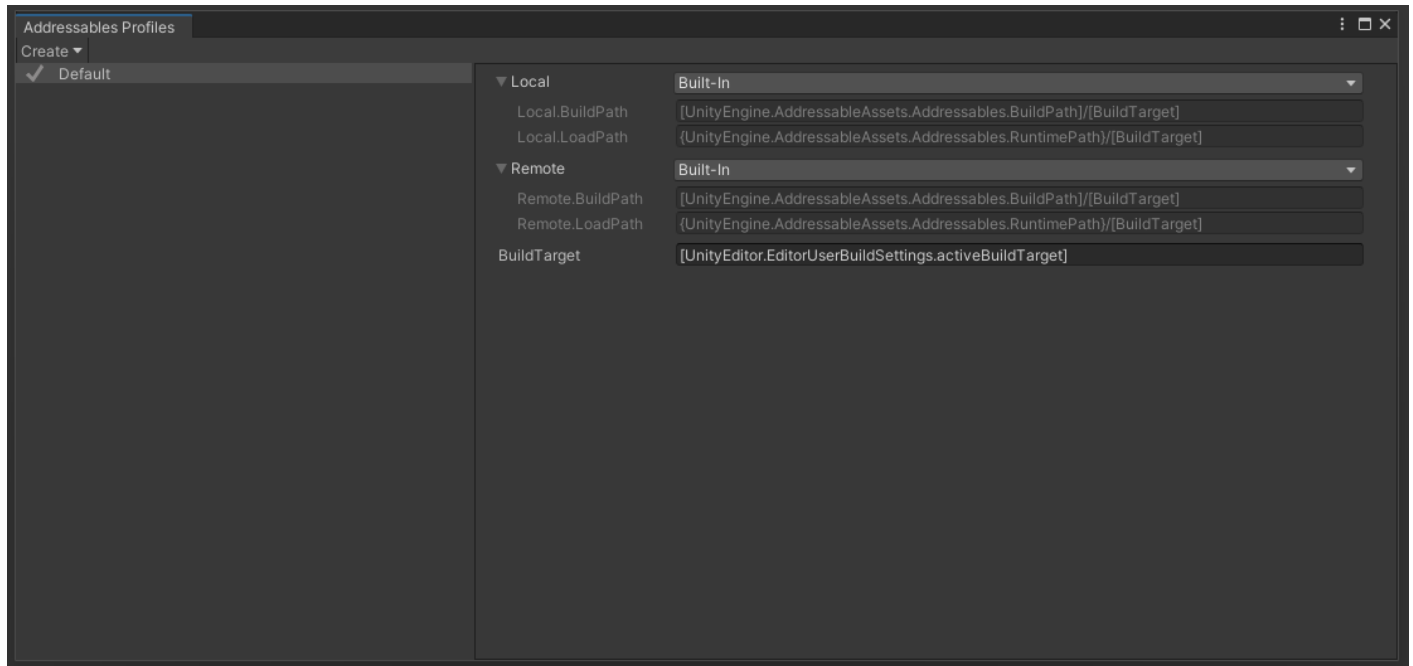 Addressables Profiles
Create
Default
Local Built-In
Local.BuildPath [UnityEngine.AddressableAssets.Addressables.BuildPath]/[BuildTarget]
Local.LoadPath {UnityEngine.AddressableAssets.Addressables.RuntimePath}/[BuildTarget]
Remote Built-In
Remote.BuildPath [UnityEngine.AddressableAssets.Addressables.BuildPath]/[BuildTarget]
Remote.LoadPath {UnityEngine.AddressableAssets.Addressables.RuntimePath}/[BuildTarget]
BuildTarget [UnityEditor.EditorUserBuildSettings.activeBuildTarget]